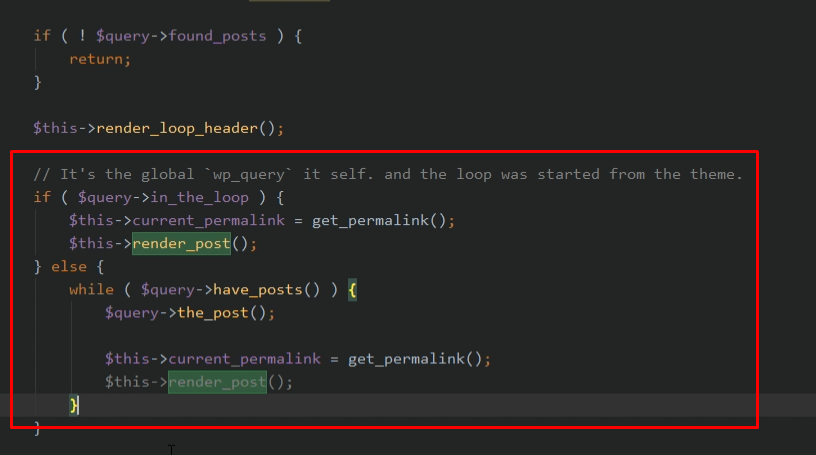 if ( ! $query->found_posts ) {
return;
}
$this->render_loop_header();
// It's the global `wp_query` it self. and the loop was started from the theme.
if ( $query->in_the_loop ) {
$this->current_permalink = get_permalink();
$this->render_post();
} else {
while ( $query->have_posts() ) {
$query->the_post();
$this->current_permalink = get_permalink();
$this->render_post();
}
}